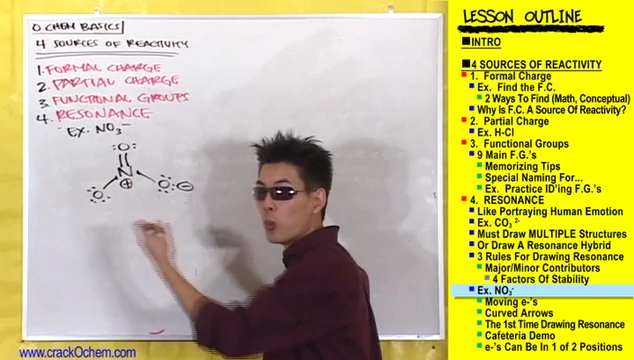 O CHEM BASICS/
4 SOURCES OF REACTIVITY
1. FORMAL CHARGE
2. PARTIAL CHARGE
3. FUNCTIONAL GROUPS
4. RESONANCE
EX. NO3-
:O:
N
⊕
:O:
:O: ⊖
www.crackOchem.com
LESSON OUTLINE
INTRO
4 SOURCES OF REACTIVITY
1. Formal Charge
Ex. Find the F.C.
2 Ways To Find (Math, Conceptual)
Why Is F.C. A Source Of Reactivity?
2. Partial Charge
Ex. H-Cl
3. Functional Groups
9 Main F.G.'s
Memorizing Tips
Special Naming For...
Ex. Practice ID'ing F.G.'s
4. RESONANCE
Like Portraying Human Emotion
Ex. CO3 2-
Must Draw MULTIPLE Structures
Or Draw A Resonance Hybrid
3 Rules For Drawing Resonance
Major/Minor Contributors
4 Factors Of Stability
Ex. NO3-
Moving e-'s
Curved Arrows
The 1st Time Drawing Resonance
Cafeteria Demo
e-'s Can Be In 1 of 2 Positions